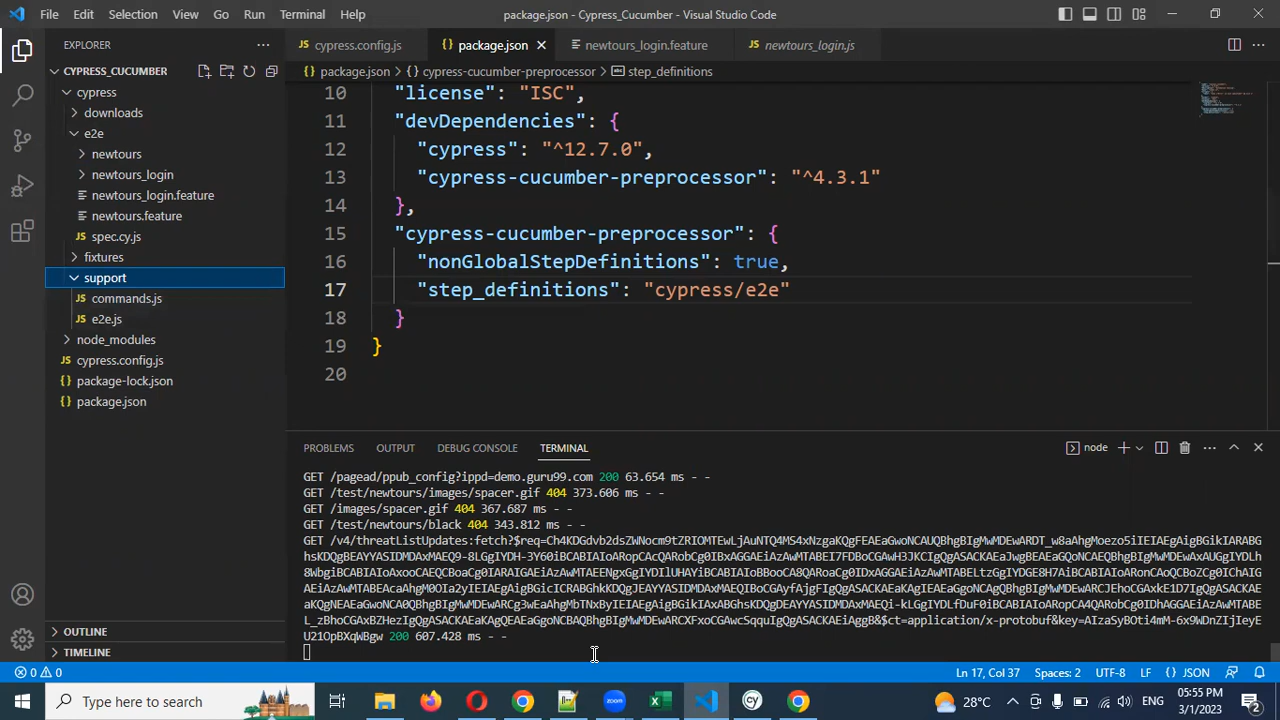 File Edit Selection View Go Run Terminal Help
package.json - Cypress_Cucumber - Visual Studio Code
EXPLORER
cypress.config.js
package.json
newtours_login.feature
newtours_login.js
CYPRESS_CUCUMBER
package.json > {} cypress-cucumber-preprocessor > step_definitions
cypress
downloads
e2e
newtours
newtours_login
newtours_login.feature
newtours.feature
spec.cy.js
fixtures
support
commands.js
e2e.js
node_modules
cypress.config.js
package-lock.json
package.json
OUTLINE
TIMELINE
10 "license": "ISC",
11 "devDependencies": {
12 "cypress": "^12.7.0",
13 "cypress-cucumber-preprocessor": "^4.3.1"
14 },
15 "cypress-cucumber-preprocessor": {
16 "nonGlobalStepDefinitions": true,
17 "step_definitions": "cypress/e2e"
18 }
19 }
20
PROBLEMS OUTPUT DEBUG CONSOLE TERMINAL
node
GET /pagead/ppub_config?ippd=demo.guru99.com 200 63.654 ms - -
GET /test/newtours/images/spacer.gif 404 373.606 ms - -
GET /images/spacer.gif 404 367.687 ms - -
GET /test/newtours/black 404 343.812 ms - -
GET /v4/threatListUpdates:fetch?
U21OpBXqWBgw 200 607.428 ms - -
0 0
Ln 17, Col 37 Spaces: 2 UTF-8 LF {} JSON
Type here to search
28°C
ENG
05:55 PM
3/1/2023
2